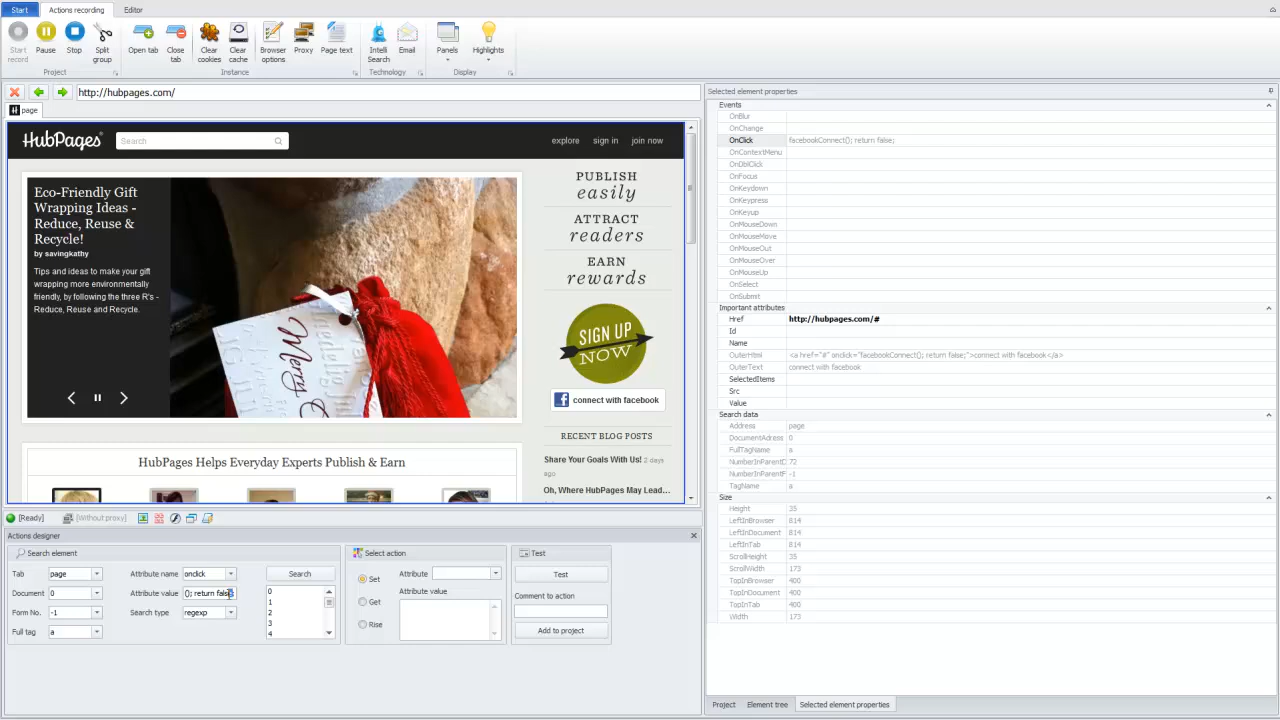 Start Actions recording Editor
Start record Pause Stop Split group Open tab Close tab Clear cookies Clear cache Browser options Proxy Page text Intelli Search Email Panels Highlights
Project Instance Technology Display
http://hubpages.com/
page
HubPages Search explore sign in join now
Eco-Friendly Gift
Wrapping Ideas -
Reduce, Reuse &
Recycle!
by savingkathy
Tips and ideas to make your gift
wrapping more environmentally
friendly, by following the three R's -
Reduce, Reuse and Recycle.
Merry
PUBLISH
easily
ATTRACT
readers
EARN
rewards
SIGN UP
NOW
connect with facebook
RECENT BLOG POSTS
Share Your Goals With Us! 2 days
ago
Oh, Where HubPages May Lead...
HubPages Helps Everyday Experts Publish & Earn
[Ready] [Without proxy]
Actions designer
Search element
Tab page
Document 0
Form No. -1
Full tag a
Attribute name onclick
Attribute value (); return false
Search type regexp
Search
0
1
2
3
4
Select action
Set
Get
Rise
Attribute
Attribute value
Test
Test
Comment to action
Add to project
Selected element properties
Events
OnBlur
OnChange
OnClick facebookConnect(); return false;
OnContextMenu
OnDblClick
OnFocus
OnKeydown
OnKeypress
OnKeyup
OnMouseDown
OnMouseMove
OnMouseOut
OnMouseOver
OnMouseUp
OnSelect
OnSubmit
Important attributes
Href http://hubpages.com/#
Id
Name
OuterHtml <a href="#" onclick="facebookConnect(); return false;">connect with facebook</a>
OuterText connect with facebook
SelectedItems
Src
Value
Search data
Address page
DocumentAdress 0
FullTagName a
NumberInParentD 72
NumberInParentF -1
TagName a
Size
Height 35
LeftInBrowser 814
LeftInDocument 814
LeftInTab 814
ScrollHeight 35
ScrollWidth 173
TopInBrowser 400
TopInDocument 400
TopInTab 400
Width 173
Project Element tree Selected element properties